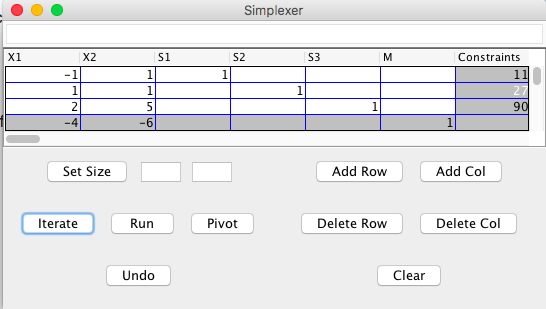 Simplexer
X1 X2 S1 S2 S3 M Constraints
-1 1 1 11
1 1 1 27
2 5 1 90
-4 -6 1
Set Size Add Row Add Col
Iterate Run Pivot Delete Row Delete Col
Undo Clear